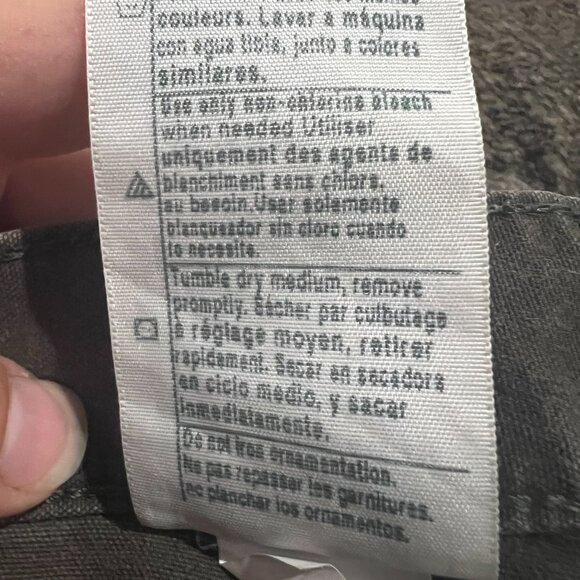 couleurs. Lavar a máquina
con agua tibia, junto a colores
similares.
Use only non-chlorine bleach
when needed Utiliser
uniquement des agents de
blanchiment sans chlore.
au besoin. Usar solamente
blanqueador sin cloro cuando
lo necesite.
Tumble dry medium, remove
promptly. Sécher par culbutage
à réglage moyen, retirer
rapidement. Secar en secadora
en ciclo medio, y sacar
inmediatamente.
Do not iron ornamentation.
Ne pas repasser les garnitures.
no planchar los ornamentos.